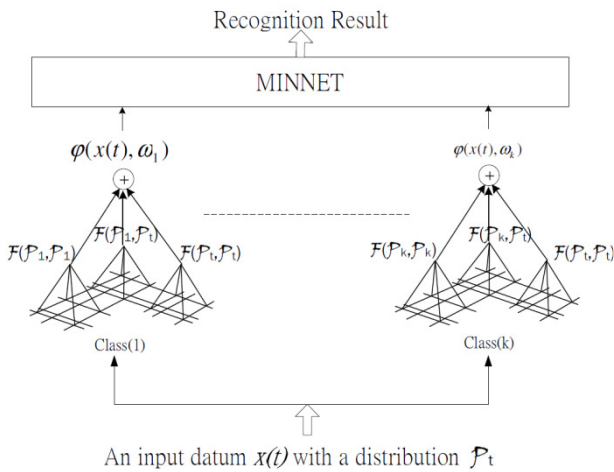 Recognition Result
MINNET
φ(x(t), ω₁)
φ(x(t), ωₖ)
+
+
ℱ(𝒫₁,𝒫₁)
ℱ(𝒫₁,𝒫ₜ)
ℱ(𝒫ₜ,𝒫ₜ)
ℱ(𝒫ₖ,𝒫ₖ)
ℱ(𝒫ₖ,𝒫ₜ)
ℱ(𝒫ₜ,𝒫ₜ)
Class(1)
Class(k)
An input datum x(t) with a distribution 𝒫ₜ